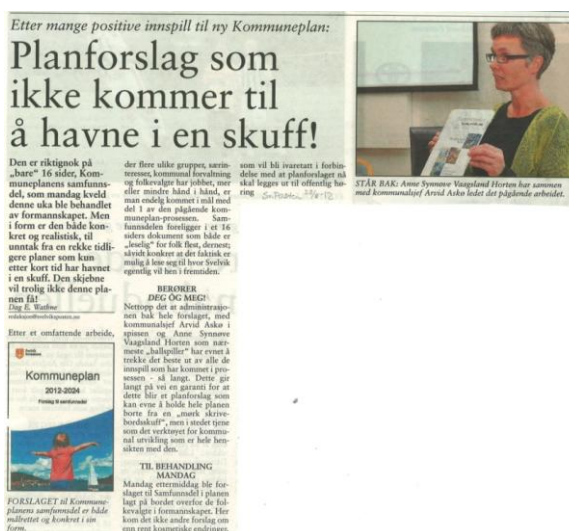 Etter mange positive innspill til ny Kommuneplan:
Planforslag som
ikke kommer til
å havne i en skuff!
Den er riktignok på
„bare" 16 sider, Kom-
muneplanens samfunns-
del, som mandag kveld
denne uka ble behandlet
av formannskapet. Men
i form er den både kon-
kret og realistisk, til
unntak fra en rekke tidli-
gere planer som kun
etter kort tid har havnet
i en skuff. Den skjebne
vil trolig ikke denne pla-
nen få!
Dag E. Wathne
redaksjon@svelviksposten.no
Etter et omfattende arbeide,
Kommuneplan
2012-2024
Forslag til samfunnsdel
FORSLAGET til Kommune-
planens samfunnsdel er både
målrettet og konkret i sin
form.
der flere ulike grupper, særin-
teresser, kommunal forvaltning
og folkevalgte har jobbet, mer
eller mindre hånd i hånd, er
man endelig kommet i mål med
del 1 av den pågående kom-
muneplan-prosessen. Sam-
funnsdelen foreligger i et 16
siders dokument som både er
„leselig" for folk flest, dernest;
såvidt konkret at det faktisk er
mulig å lese seg til hvor Svelvik
egentlig vil hen i fremtiden.
BERØRER
DEG OG MEG!
Nettopp det at administrasjo-
nen bak hele forslaget, med
kommunalsjef Arvid Askø i
spissen og Anne Synnøve
Vaagsland Horten som nær-
meste „ballspiller" har evnet å
trekke det beste ut av alle de
innspill som har kommet i pro-
sessen - så langt. Dette gir
langt på vei en garanti for at
dette blir et planforslag som
kan evne å holde hele planen
borte fra en „mørk skrive-
bordsskuff", men i stedet tjene
som det verktøyet for kommu-
nal utvikling som er hele hen-
sikten med den.
TIL BEHANDLING
MANDAG
Mandag ettermiddag ble for-
slaget til Samfunnsdel i planen
lagt på bordet overfor de fol-
kevalgte i formannskapet. Her
kom det ikke andre forslag om
enn rent kosmetiske endringer,
som vil bli ivaretatt i forbin-
delse med at planforslaget nå
skal legges ut til offentlig hø-
ring
STÅR BAK: Anne Synnøve Vaagsland Horten har sammen
med kommunalsjef Arvid Askø ledet det pågående arbeidet.